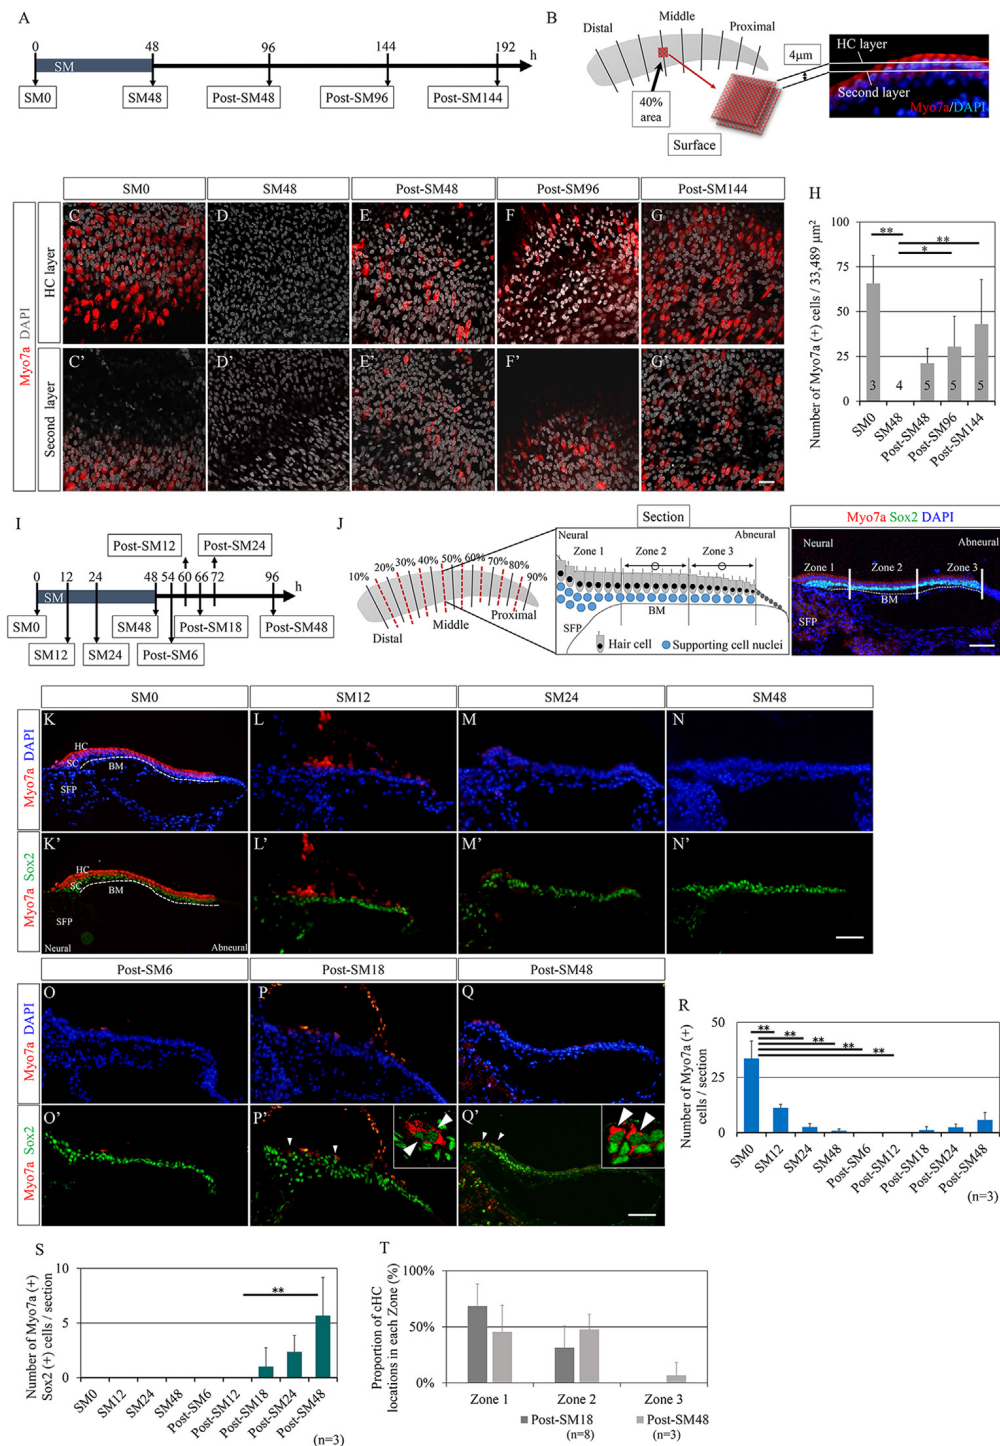 A
0 48 96 144 192 h
SM
SM0 SM48 Post-SM48 Post-SM96 Post-SM144
B
Distal Middle Proximal
40% area
Surface
4μm
HC layer
Second layer
Myo7a/DAPI
SM0 SM48 Post-SM48 Post-SM96 Post-SM144
Myo7a DAPI
HC layer
C D E F G
Second layer
C' D' E' F' G'
H
Number of Myo7a (+) cells / 33,489 μm²
100
75
50
25
0
** ** *
3 4 5 5 5
SM0 SM48 Post-SM48 Post-SM96 Post-SM144
I
Post-SM12 Post-SM24
0 12 24 48 54 60 66 72 96 h
SM
SM0 SM48 Post-SM18 Post-SM48
SM12 SM24 Post-SM6
J
10% 20% 30% 40% 50% 60% 70% 80% 90%
Distal Middle Proximal
Section
Neural Abneural
Zone 1 Zone 2 Zone 3
BM
SFP
Hair cell Supporting cell nuclei
Myo7a Sox2 DAPI
Neural Abneural
Zone 1 Zone 2 Zone 3
BM
SFP
SM0 SM12 SM24 SM48
Myo7a DAPI
K L M N
HC
SC BM
SFP
Myo7a Sox2
K' L' M' N'
HC
SC BM
SFP
Neural Abneural
Post-SM6 Post-SM18 Post-SM48
Myo7a DAPI
O P Q
Myo7a Sox2
O' P' Q'
R
Number of Myo7a (+) cells / section
50
25
0
** ** ** ** **
SM0 SM12 SM24 SM48 Post-SM6 Post-SM12 Post-SM18 Post-SM24 Post-SM48
(n=3)
S
Number of Myo7a (+) Sox2 (+) cells / section
10
5
0
**
SM0 SM12 SM24 SM48 Post-SM6 Post-SM12 Post-SM18 Post-SM24 Post-SM48
(n=3)
T
Proportion of cHC locations in each Zone (%)
100%
50%
0%
Zone 1 Zone 2 Zone 3
Post-SM18 Post-SM48
(n=8) (n=3)